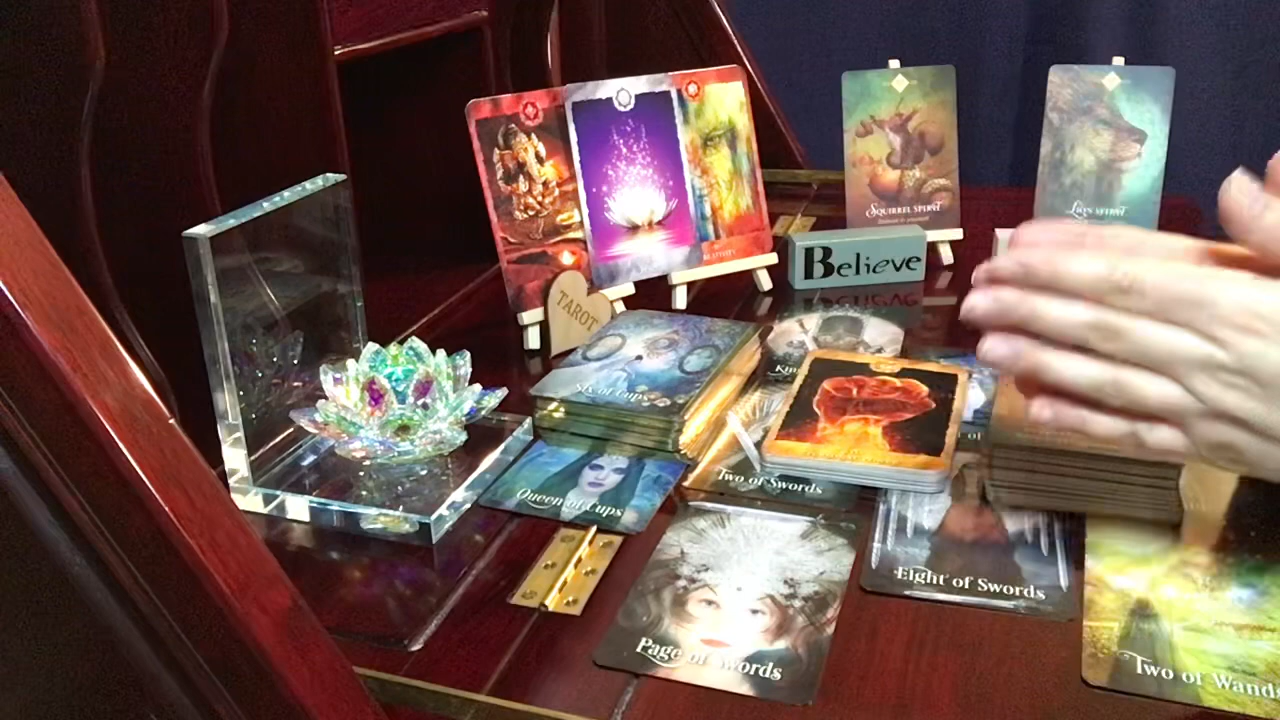 SQUIRREL SPIRIT
LION SPIRIT
BELIEVE
TAROT
SIX OF CUPS
QUEEN OF CUPS
TWO OF SWORDS
EIGHT OF SWORDS
PAGE OF SWORDS
TWO OF WANDS